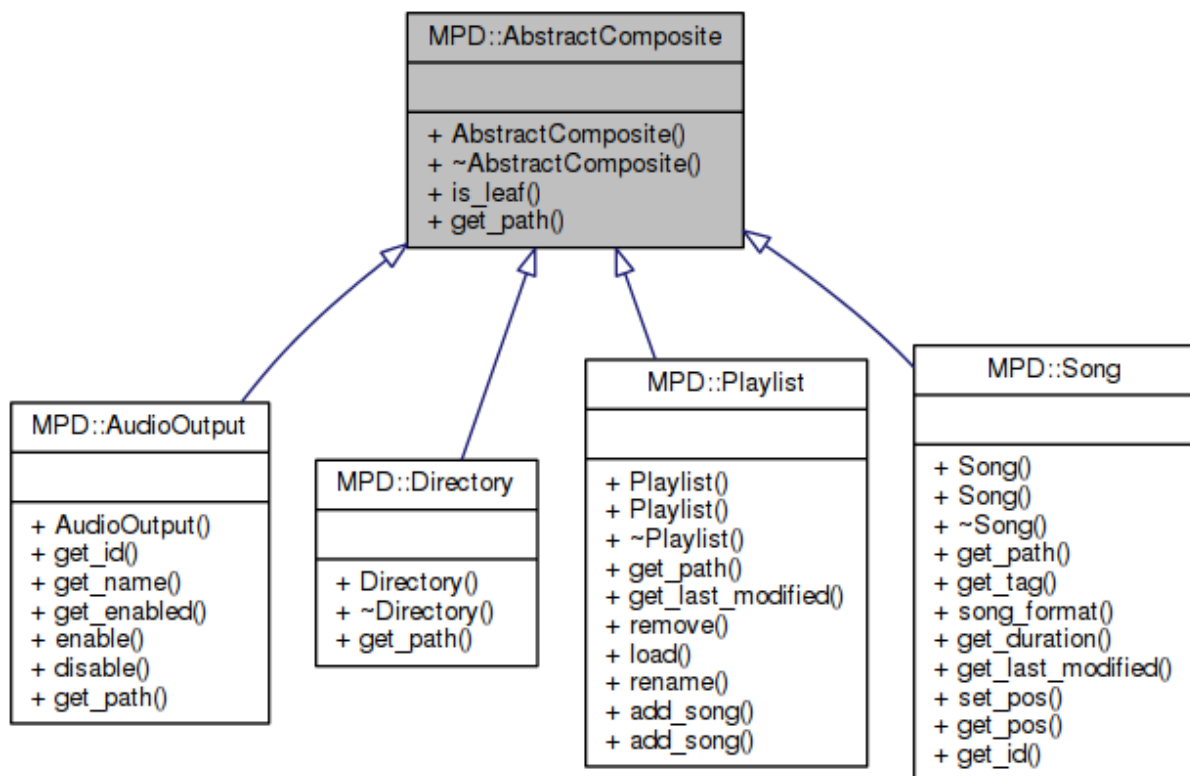 MPD::AbstractComposite
+ AbstractComposite()
+ ~AbstractComposite()
+ is_leaf()
+ get_path()
MPD::AudioOutput
+ AudioOutput()
+ get_id()
+ get_name()
+ get_enabled()
+ enable()
+ disable()
+ get_path()
MPD::Directory
+ Directory()
+ ~Directory()
+ get_path()
MPD::Playlist
+ Playlist()
+ Playlist()
+ ~Playlist()
+ get_path()
+ get_last_modified()
+ remove()
+ load()
+ rename()
+ add_song()
+ add_song()
MPD::Song
+ Song()
+ Song()
+ ~Song()
+ get_path()
+ get_tag()
+ song_format()
+ get_duration()
+ get_last_modified()
+ set_pos()
+ get_pos()
+ get_id()